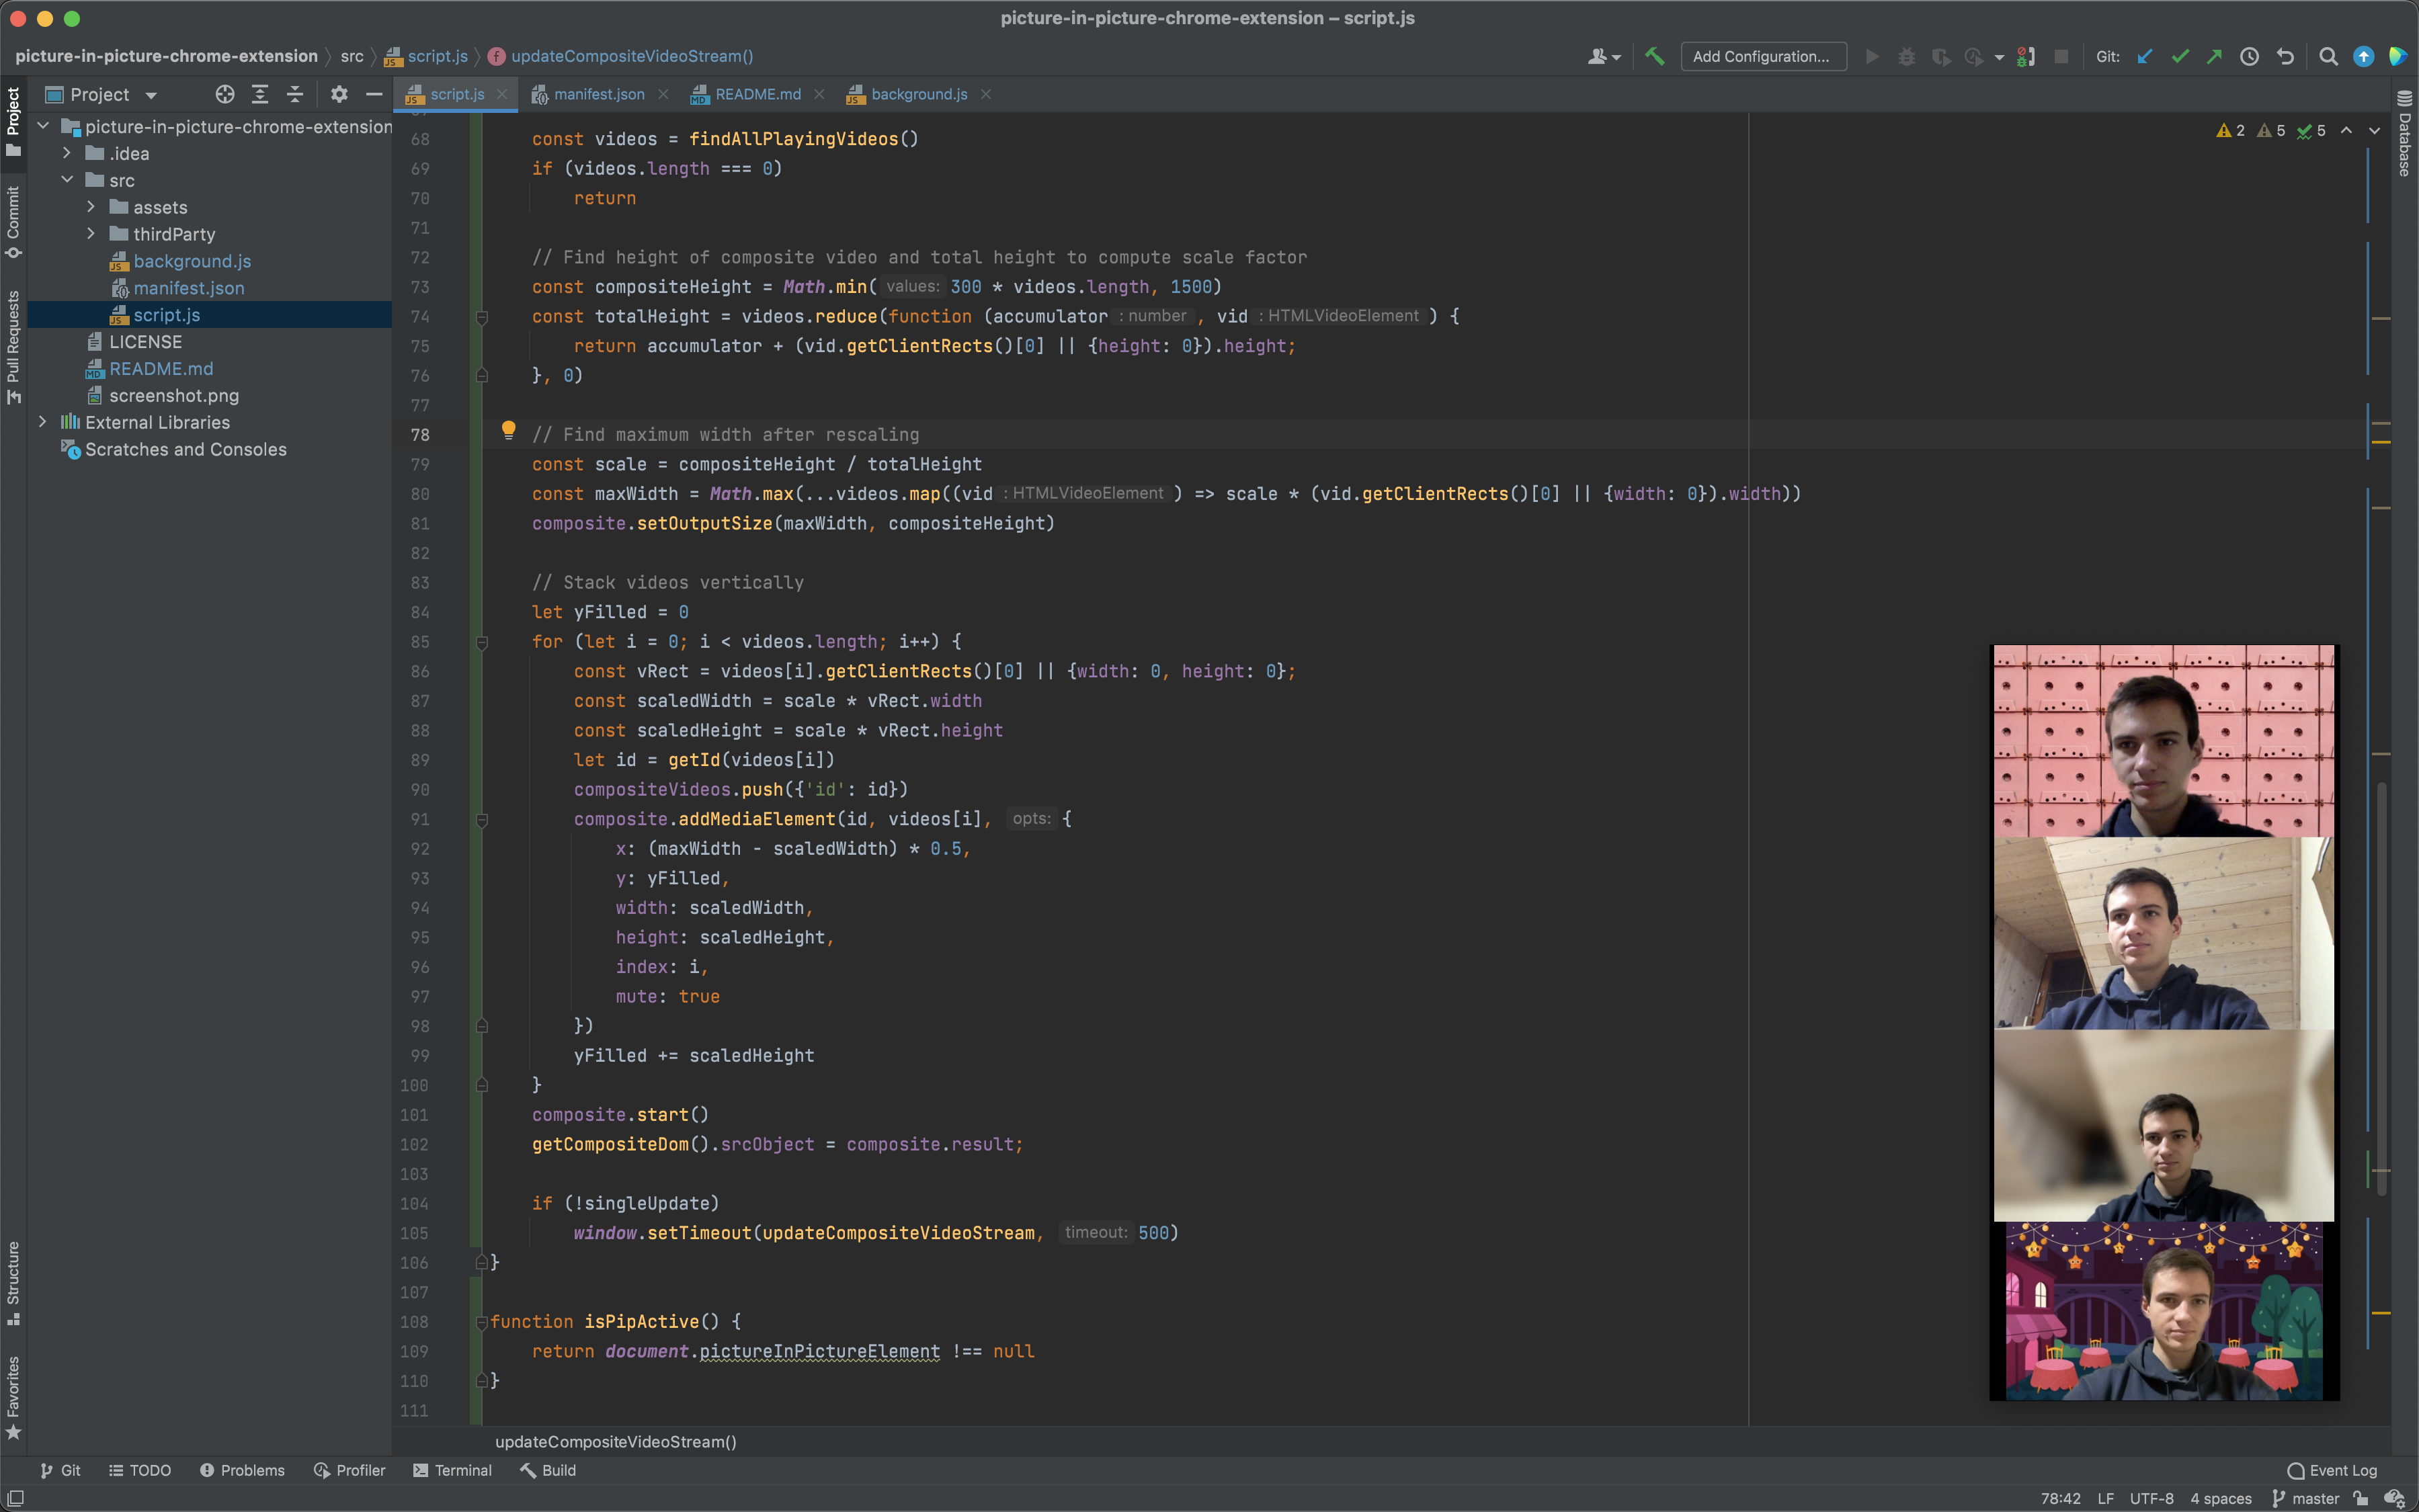 picture-in-picture-chrome-extension – script.js
picture-in-picture-chrome-extension 〉 src 〉 script.js 〉 updateCompositeVideoStream()
Add Configuration...
Git:
Project
Commit
Pull Requests
Structure
Favorites
Database
Project
picture-in-picture-chrome-extension
.idea
src
assets
thirdParty
background.js
manifest.json
script.js
LICENSE
README.md
screenshot.png
External Libraries
Scratches and Consoles
script.js manifest.json README.md background.js
2 5 5
68 const videos = findAllPlayingVideos()
69 if (videos.length === 0)
70 return
71
72 // Find height of composite video and total height to compute scale factor
73 const compositeHeight = Math.min( values: 300 * videos.length, 1500)
74 const totalHeight = videos.reduce(function (accumulator : number , vid : HTMLVideoElement ) {
75 return accumulator + (vid.getClientRects()[0] || {height: 0}).height;
76 }, 0)
77
78 // Find maximum width after rescaling
79 const scale = compositeHeight / totalHeight
80 const maxWidth = Math.max(...videos.map((vid : HTMLVideoElement ) => scale * (vid.getClientRects()[0] || {width: 0}).width))
81 composite.setOutputSize(maxWidth, compositeHeight)
82
83 // Stack videos vertically
84 let yFilled = 0
85 for (let i = 0; i < videos.length; i++) {
86 const vRect = videos[i].getClientRects()[0] || {width: 0, height: 0};
87 const scaledWidth = scale * vRect.width
88 const scaledHeight = scale * vRect.height
89 let id = getId(videos[i])
90 compositeVideos.push({'id': id})
91 composite.addMediaElement(id, videos[i], opts: {
92 x: (maxWidth - scaledWidth) * 0.5,
93 y: yFilled,
94 width: scaledWidth,
95 height: scaledHeight,
96 index: i,
97 mute: true
98 })
99 yFilled += scaledHeight
100 }
101 composite.start()
102 getCompositeDom().srcObject = composite.result;
103
104 if (!singleUpdate)
105 window.setTimeout(updateCompositeVideoStream, timeout: 500)
106 }
107
108 function isPipActive() {
109 return document.pictureInPictureElement !== null
110 }
111
updateCompositeVideoStream()
Git TODO Problems Profiler Terminal Build Event Log
78:42 LF UTF-8 4 spaces master